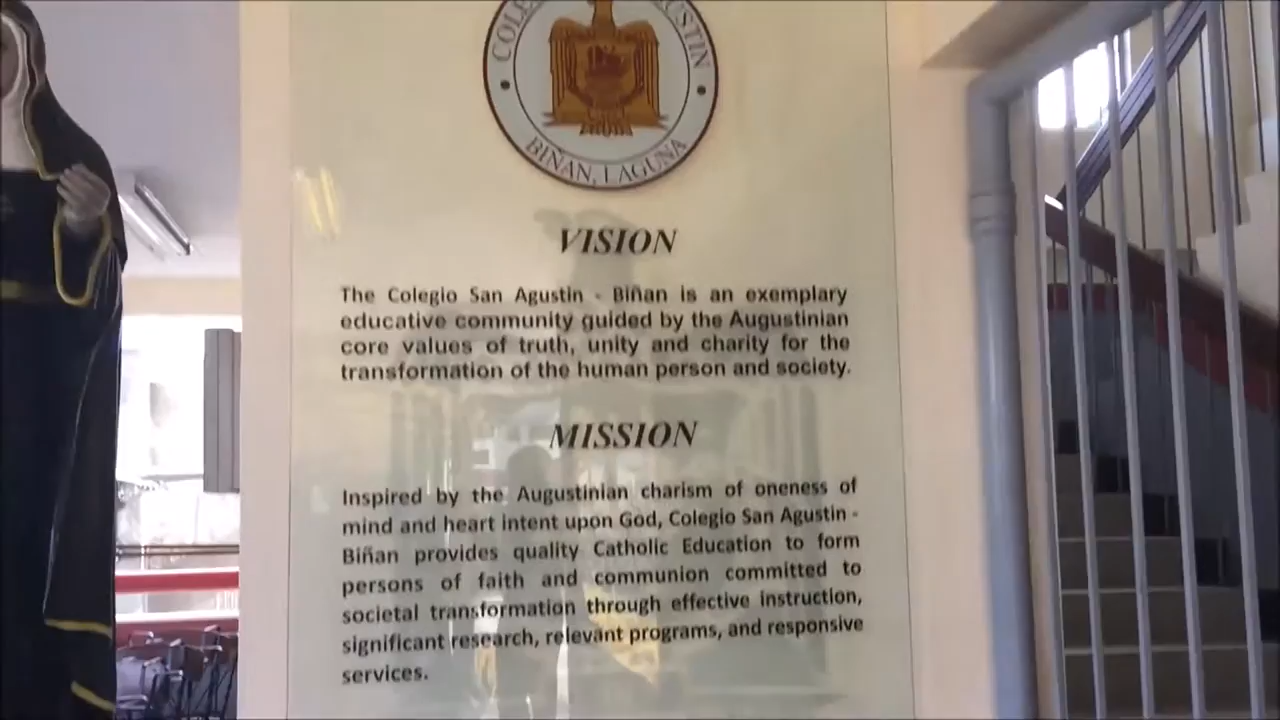 COLE USTIN
BIÑAN, LAGUNA
VISION
The Colegio San Agustin - Biñan is an exemplary
educative community guided by the Augustinian
core values of truth, unity and charity for the
transformation of the human person and society.
MISSION
Inspired by the Augustinian charism of oneness of
mind and heart intent upon God, Colegio San Agustin -
Biñan provides quality Catholic Education to form
persons of faith and communion committed to
societal transformation through effective instruction,
significant research, relevant programs, and responsive
services.